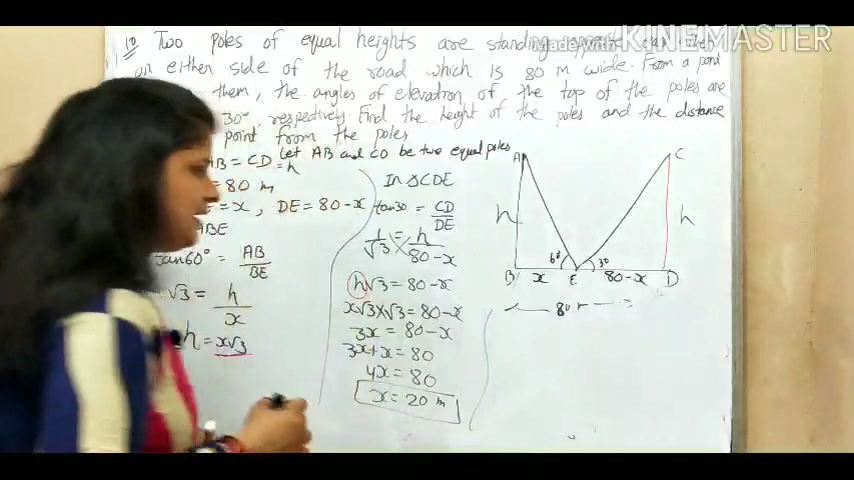 10 Two poles of equal heights are standing opp
on either side of the road which is 80 m wide. From a point
them, the angles of elevation of the top of the poles are
30°, respectively. Find the height of the poles and the distance
point from the poles
Let AB and CD be two equal poles
AB = CD = h
= 80 m
= x, DE = 80-x
ABE
tan60° = AB/BE
√3 = h/x
h = x√3
In △CDE
tan30 = CD/DE
1/√3 = h/80-x
h√3 = 80-x
x√3×√3 = 80-x
3x = 80-x
3x+x = 80
4x = 80
x = 20 m
A
C
h
h
60
30
B
x
E
80-x
D
80 m
Made with KINEMASTER